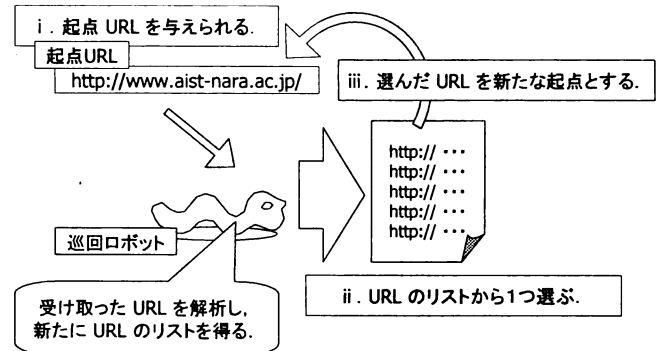 ⅰ. 起点 URL を与えられる.
起点URL
http://www.aist-nara.ac.jp/
ⅲ. 選んだ URL を新たな起点とする.
http:// ･･･
http:// ･･･
http:// ･･･
http:// ･･･
http:// ･･･
巡回ロボット
受け取った URL を解析し,
新たに URL のリストを得る.
ⅱ. URL のリストから1つ選ぶ.